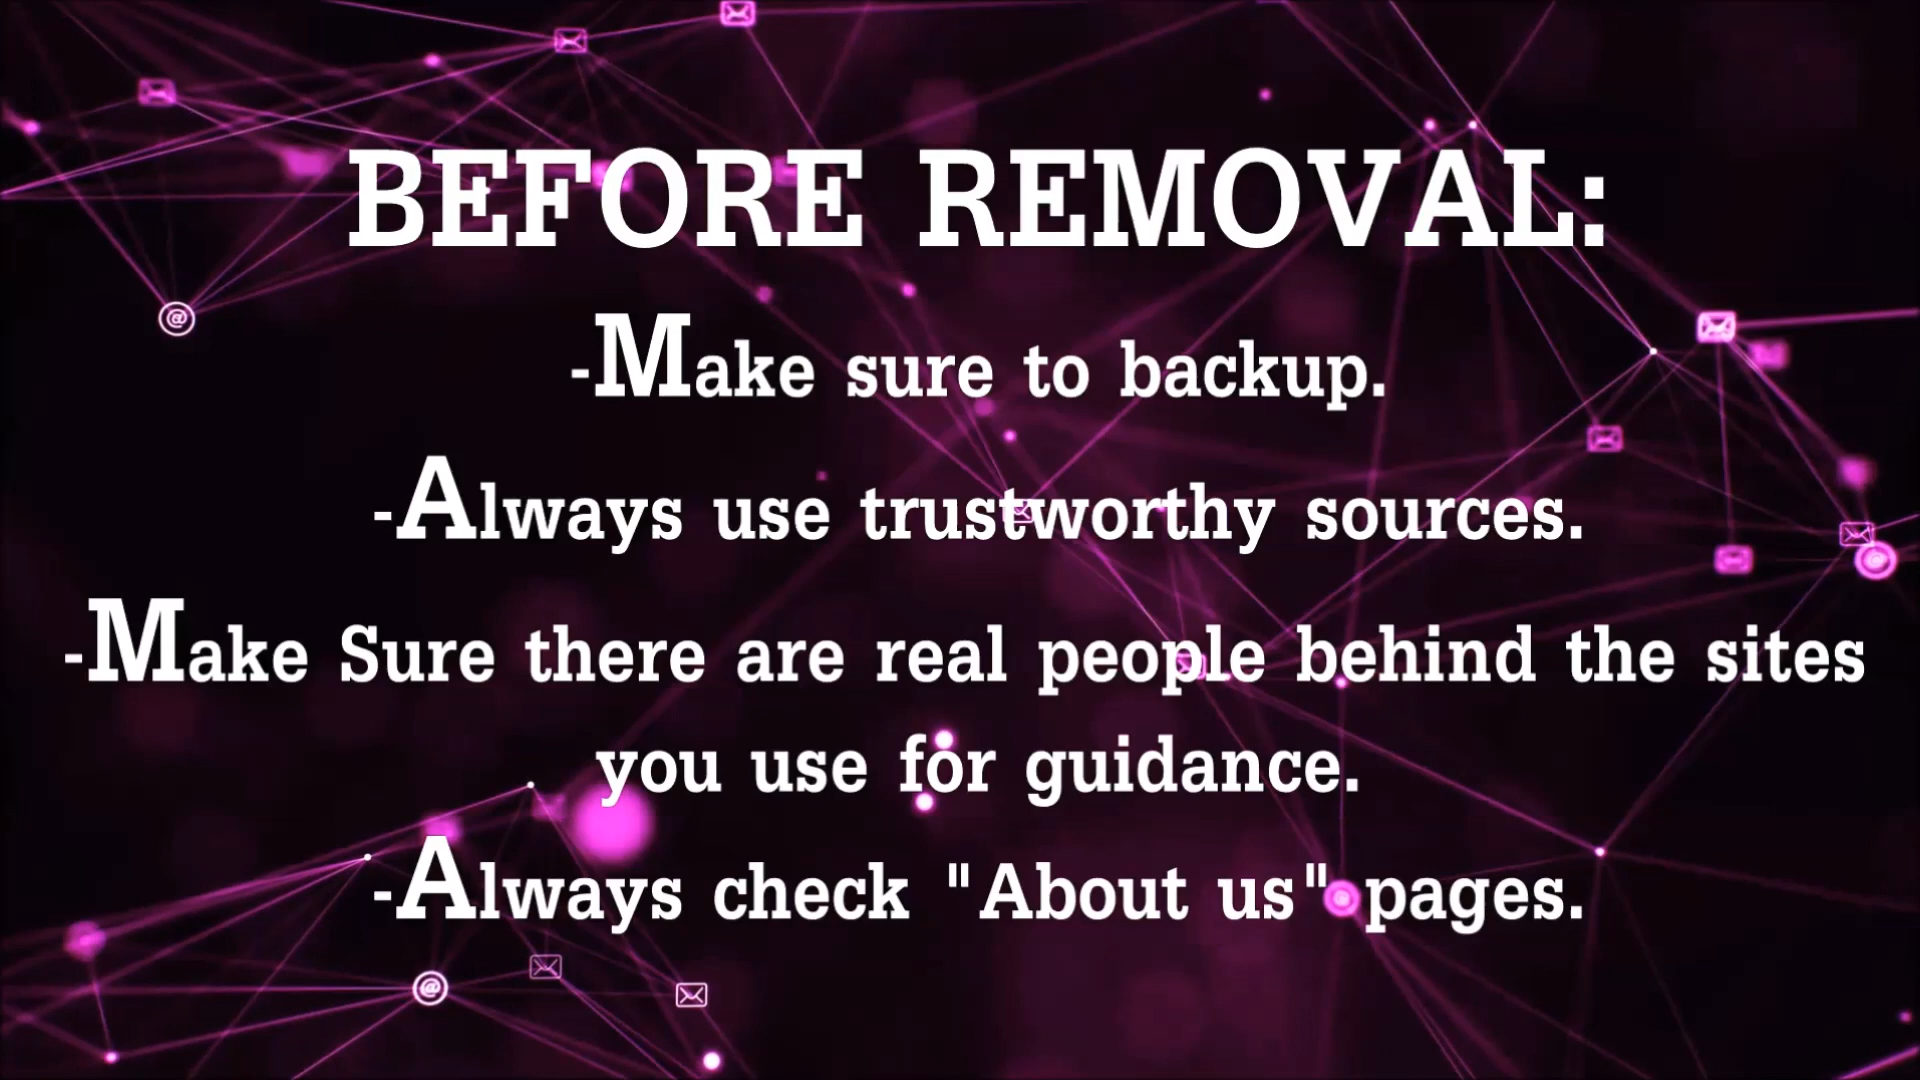 BEFORE REMOVAL:
-Make sure to backup.
-Always use trustworthy sources.
-Make Sure there are real people behind the sites
you use for guidance.
-Always check "About us" pages.